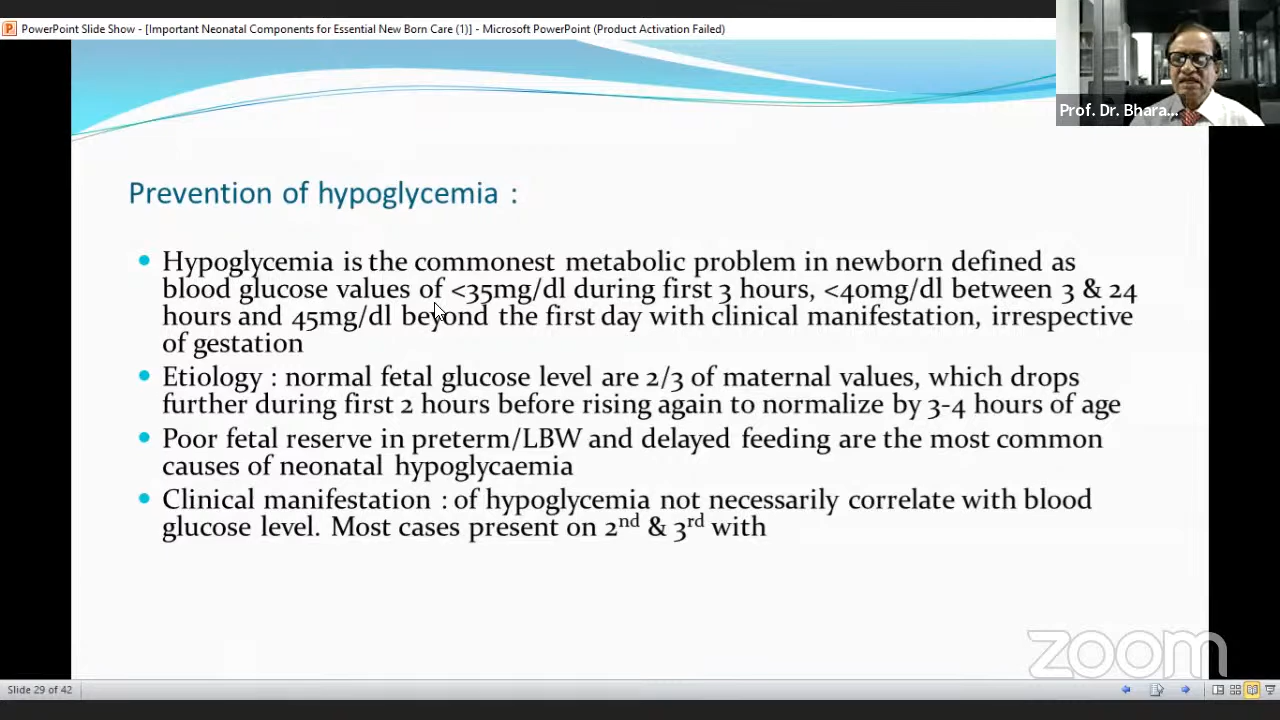 PowerPoint Slide Show - [Important Neonatal Components for Essential New Born Care (1)] - Microsoft PowerPoint (Product Activation Failed)
Prof. Dr. Bhara...
Prevention of hypoglycemia :
Hypoglycemia is the commonest metabolic problem in newborn defined as
blood glucose values of <35mg/dl during first 3 hours, <40mg/dl between 3 & 24
hours and 45mg/dl beyond the first day with clinical manifestation, irrespective
of gestation
Etiology : normal fetal glucose level are 2/3 of maternal values, which drops
further during first 2 hours before rising again to normalize by 3-4 hours of age
Poor fetal reserve in preterm/LBW and delayed feeding are the most common
causes of neonatal hypoglycaemia
Clinical manifestation : of hypoglycemia not necessarily correlate with blood
glucose level. Most cases present on 2nd & 3rd with
zoom
Slide 29 of 42